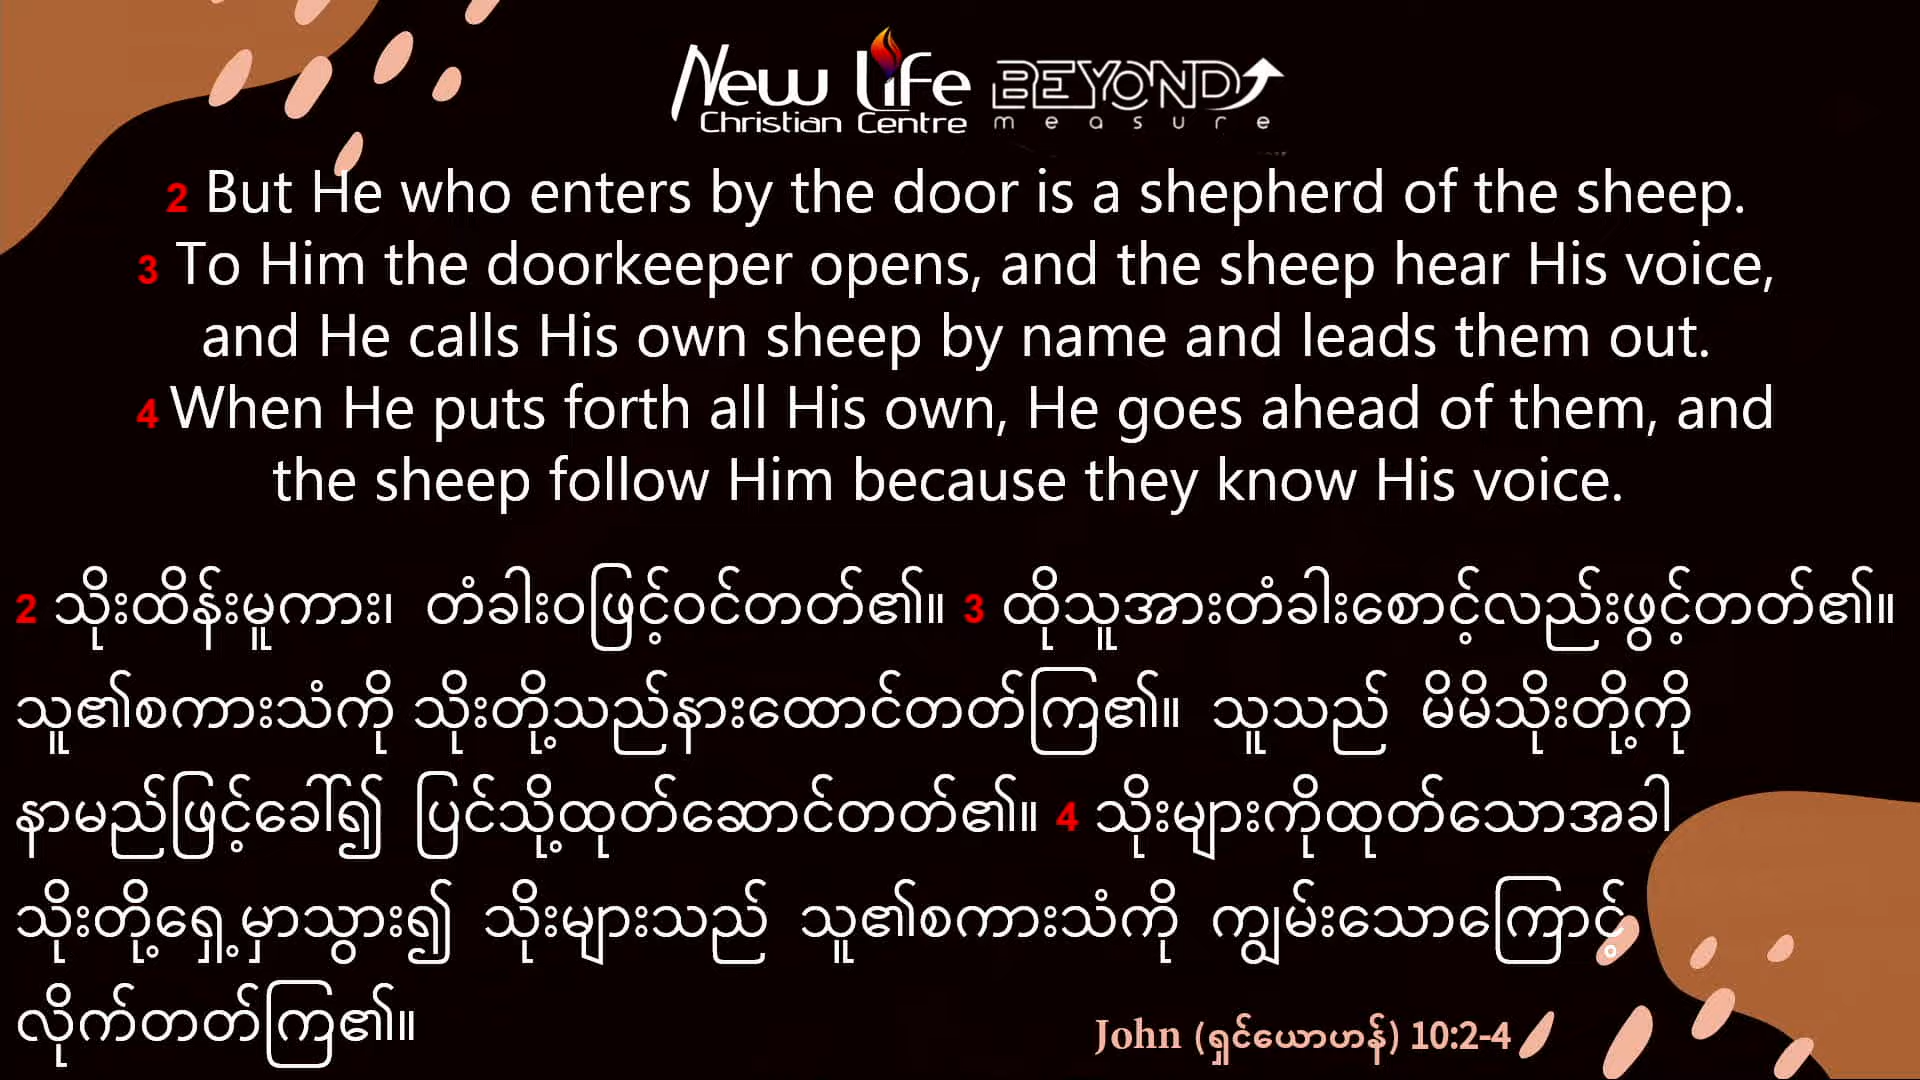 New Life
Christian Centre
BEYOND
measure
2 But He who enters by the door is a shepherd of the sheep.
3 To Him the doorkeeper opens, and the sheep hear His voice,
and He calls His own sheep by name and leads them out.
4 When He puts forth all His own, He goes ahead of them, and
the sheep follow Him because they know His voice.
2 သိုးထိန်းမူကား၊ တံခါးဝဖြင့်ဝင်တတ်၏။ 3 ထိုသူအားတံခါးစောင့်လည်းဖွင့်တတ်၏။
သူ၏စကားသံကို သိုးတို့သည်နားထောင်တတ်ကြ၏။ သူသည် မိမိသိုးတို့ကို
နာမည်ဖြင့်ခေါ်၍ ပြင်သို့ထုတ်ဆောင်တတ်၏။ 4 သိုးများကိုထုတ်သောအခါ
သိုးတို့ရှေ့မှာသွား၍ သိုးများသည် သူ၏စကားသံကို ကျွမ်းသောကြောင့်
လိုက်တတ်ကြ၏။
John (ရှင်ယောဟန်) 10:2-4